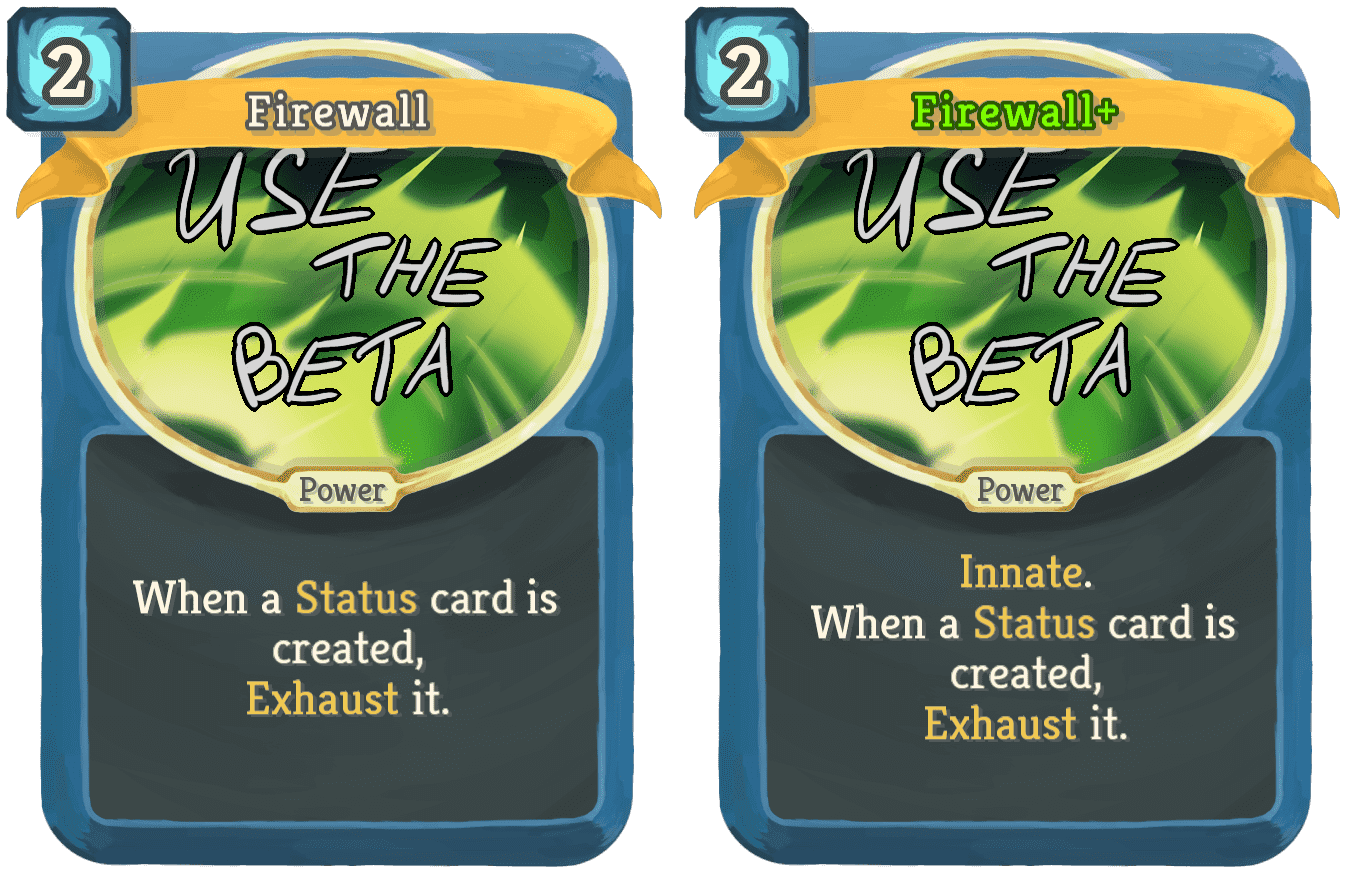 2
Firewall
USE
THE
BETA
Power
When a Status card is
created,
Exhaust it.
2
Firewall+
USE
THE
BETA
Power
Innate.
When a Status card is
created,
Exhaust it.